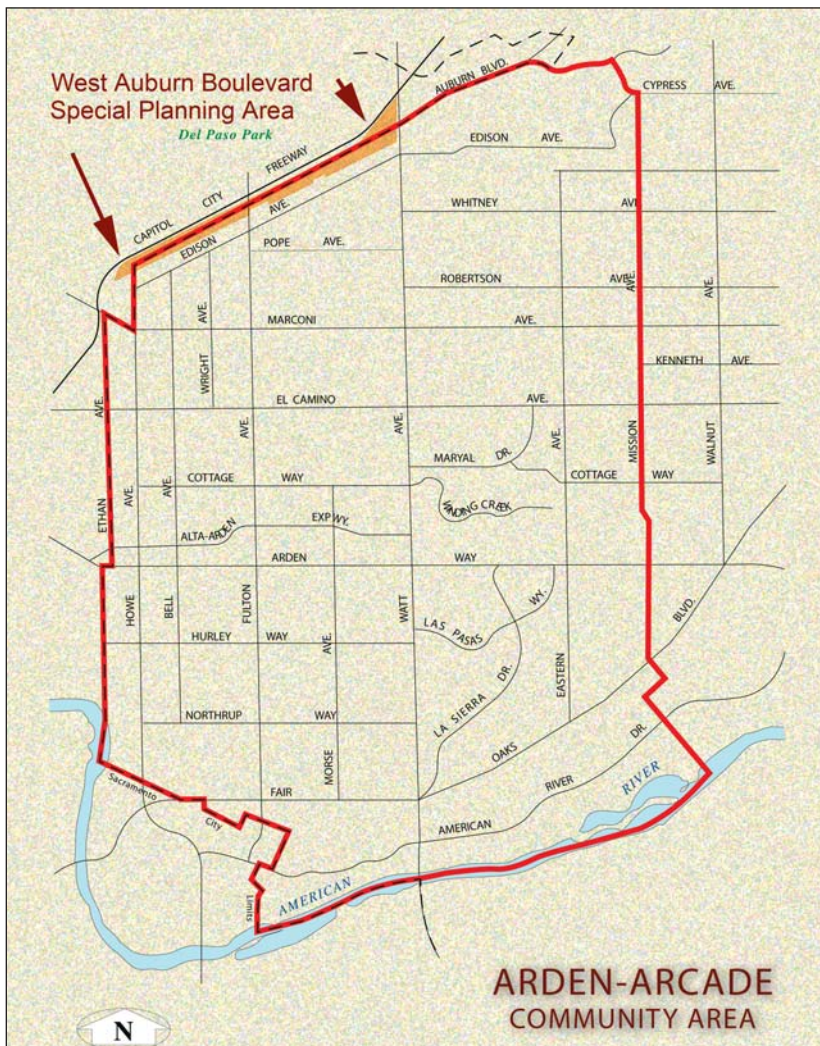 West Auburn Boulevard
Special Planning Area
Del Paso Park
AUBURN BLVD.
CYPRESS AVE.
EDISON AVE.
CAPITOL CITY FREEWAY
EDISON AVE.
WHITNEY AVE.
POPE AVE.
ROBERTSON AVE.
AVE.
AVE.
MARCONI AVE.
WRIGHT AVE.
KENNETH AVE.
EL CAMINO AVE.
ETHAN AVE.
HOWE AVE.
BELL AVE.
FULTON AVE.
WATT AVE.
EASTERN AVE.
MISSION
WALNUT
MARYAL DR.
COTTAGE WAY
COTTAGE WAY
WINDING CREEK
ALTA-ARDEN EXPWY.
ARDEN WAY
BLVD.
LAS PASAS WY.
HURLEY WAY
MORSE AVE.
LA SIERRA DR.
NORTHRUP WAY
FAIR OAKS
AMERICAN RIVER DR.
Sacramento City Limits
AMERICAN RIVER
ARDEN-ARCADE
COMMUNITY AREA
N